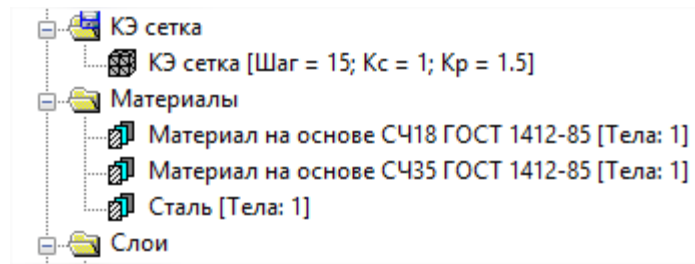 КЭ сетка
КЭ сетка [Шаг = 15; Кс = 1; Кр = 1.5]
Материалы
Материал на основе СЧ18 ГОСТ 1412-85 [Тела: 1]
Материал на основе СЧ35 ГОСТ 1412-85 [Тела: 1]
Сталь [Тела: 1]
Слои